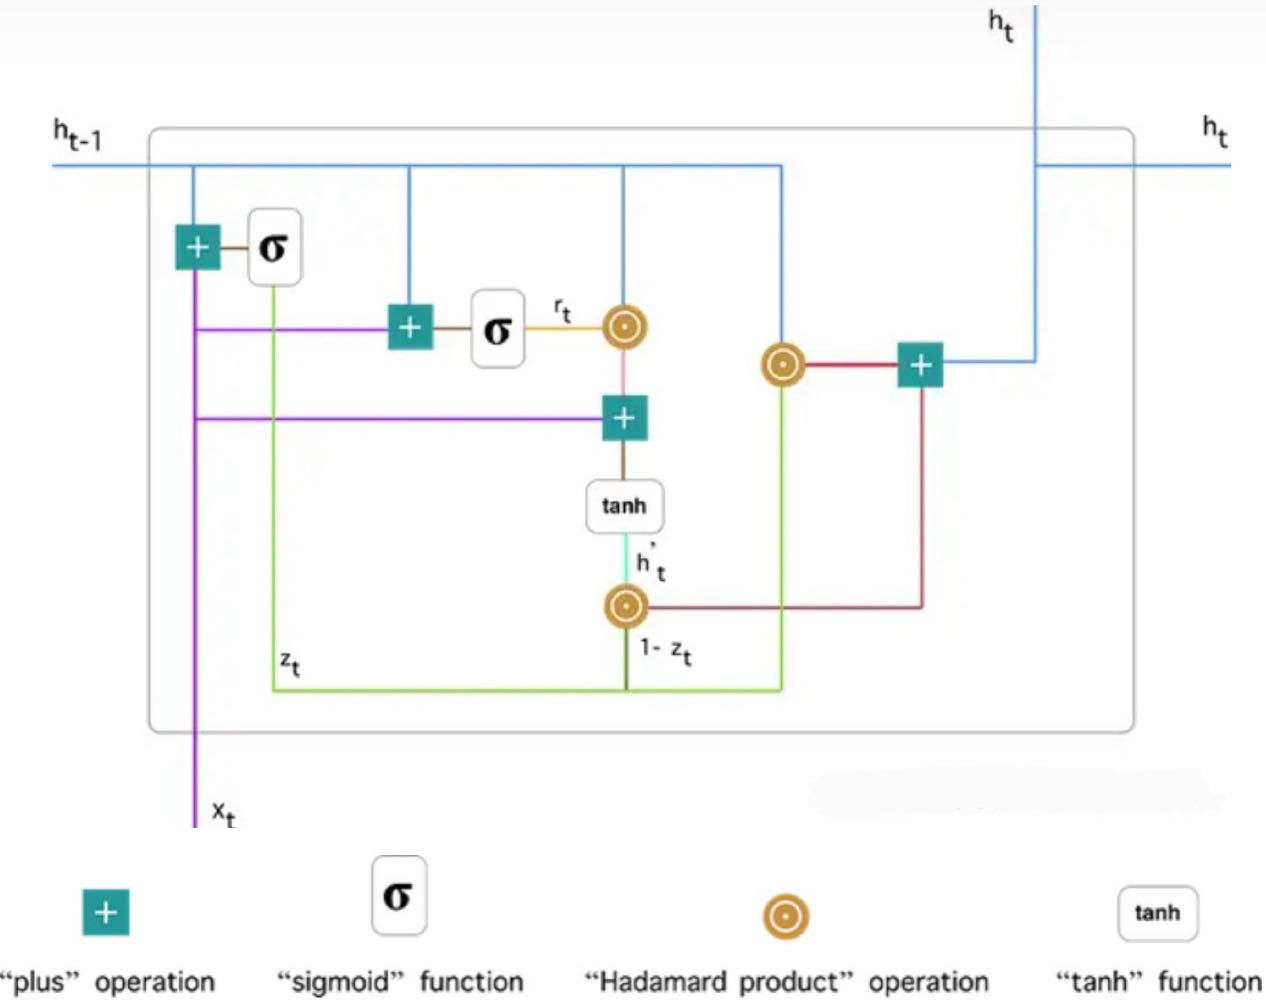 h_t
h_{t-1}
h_t
+
σ
+
σ
r_t
+
+
tanh
h'_t
1- z_t
z_t
x_t
+
σ
tanh
“plus” operation
“sigmoid” function
“Hadamard product” operation
“tanh” function